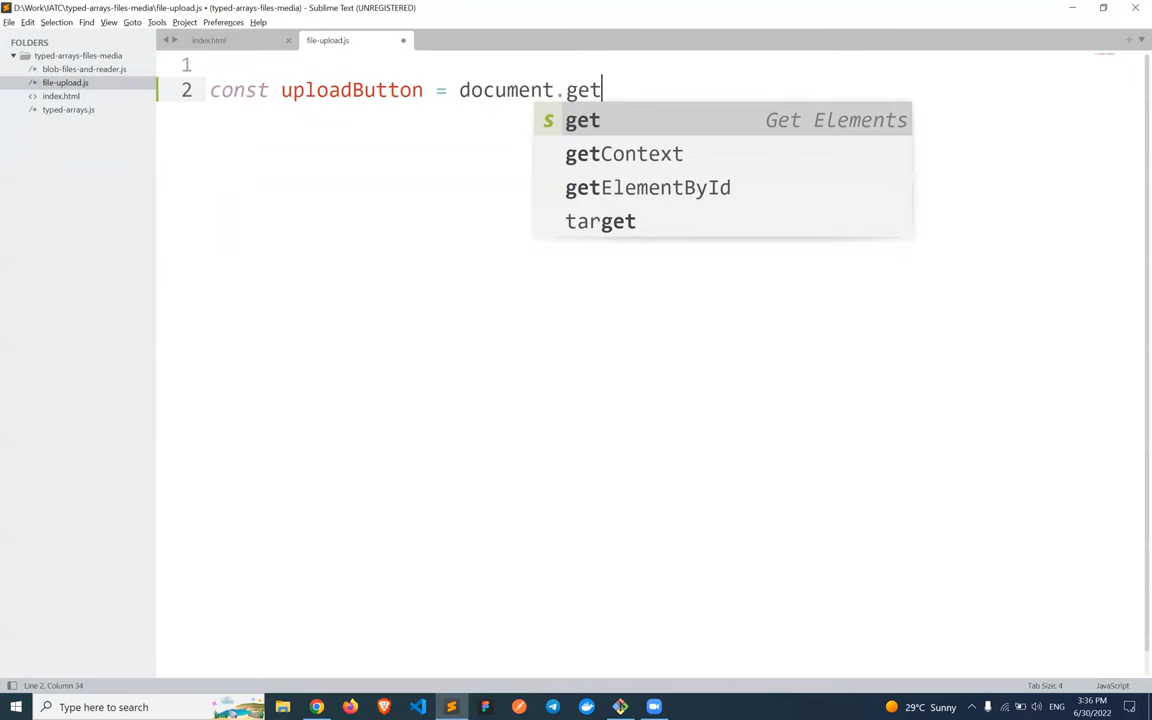 D:\Work\IATC\typed-arrays-files-media\file-upload.js • (typed-arrays-files-media) - Sublime Text (UNREGISTERED)
File Edit Selection Find View Goto Tools Project Preferences Help
FOLDERS
typed-arrays-files-media
blob-files-and-reader.js
file-upload.js
index.html
typed-arrays.js
index.html
file-upload.js
1
2 const uploadButton = document.get
s get Get Elements
getContext
getElementById
target
Line 2, Column 34
Tab Size: 4
JavaScript
Type here to search
29°C Sunny
ENG
3:36 PM
6/30/2022